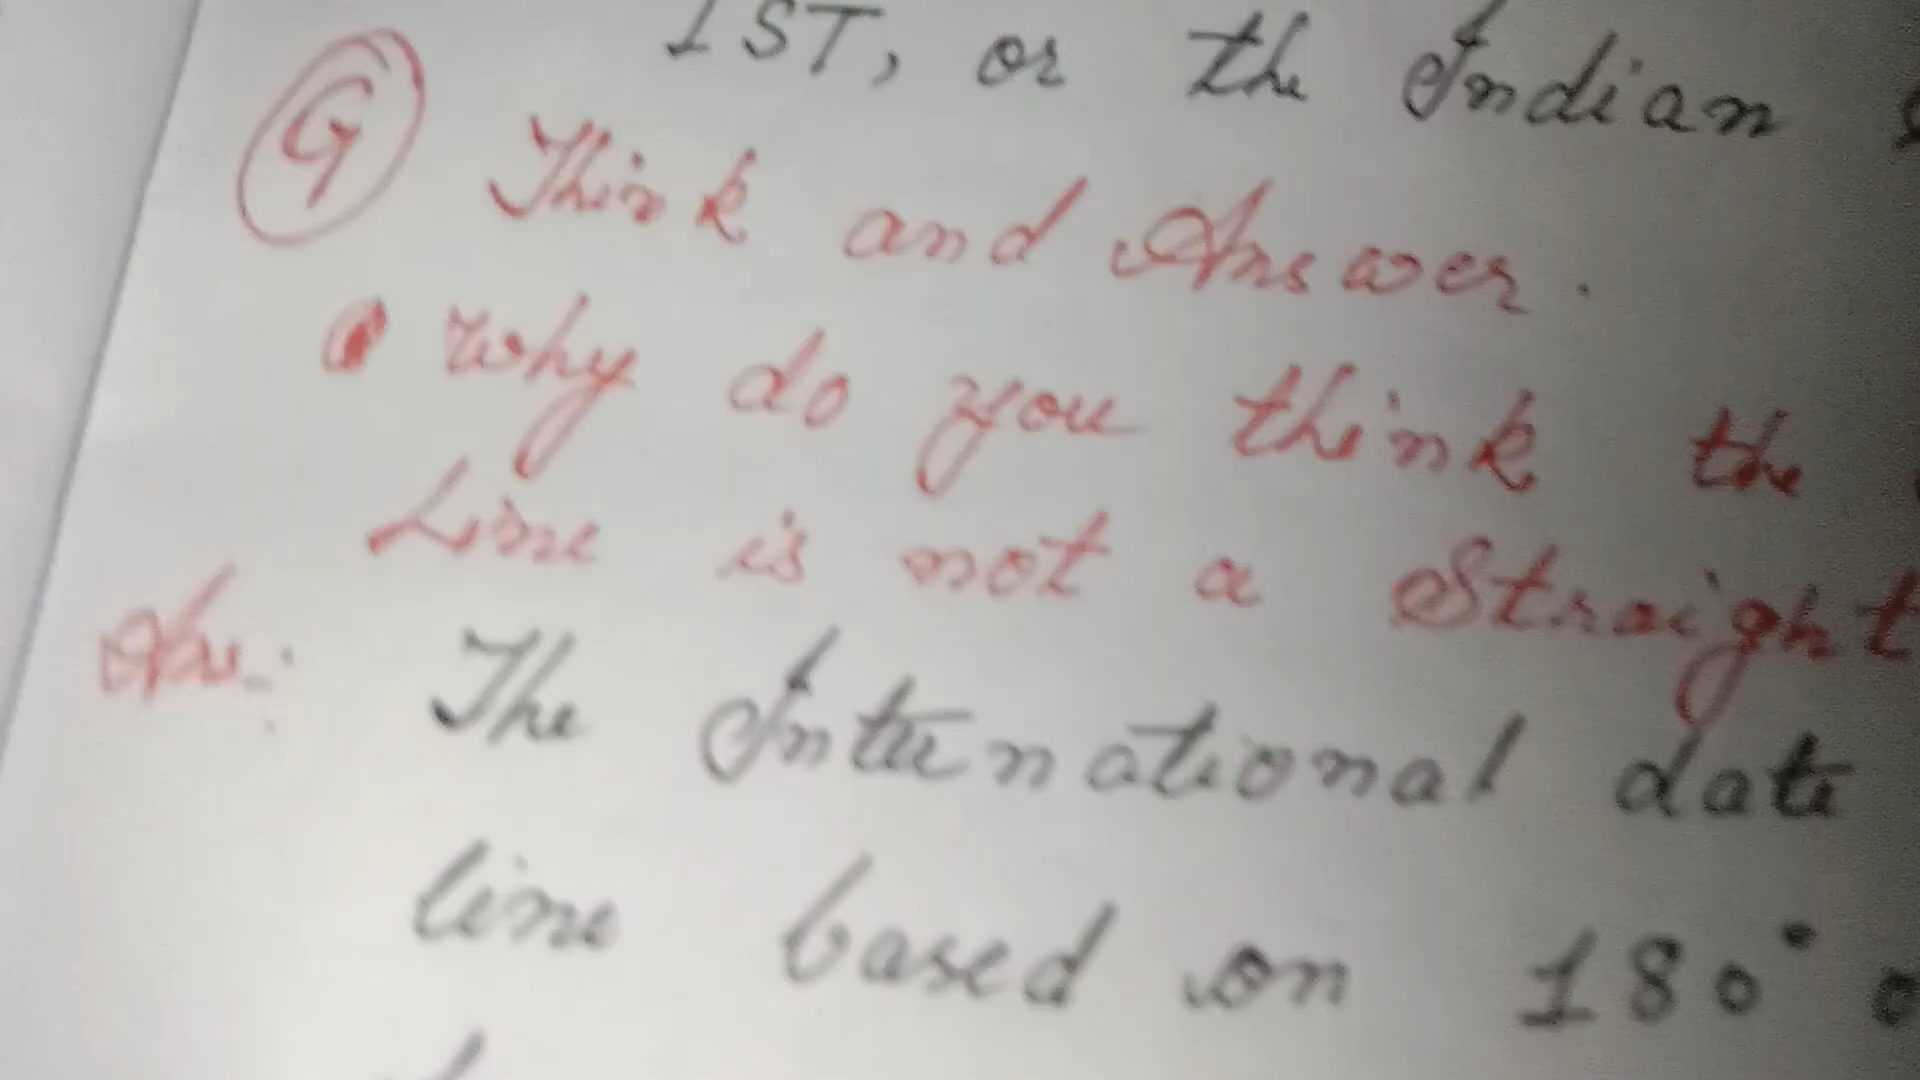 IST, or the Indian
G Think and Answer.
Why do you think the
Line is not a Straight
Ans:
The International date
line based on 180°